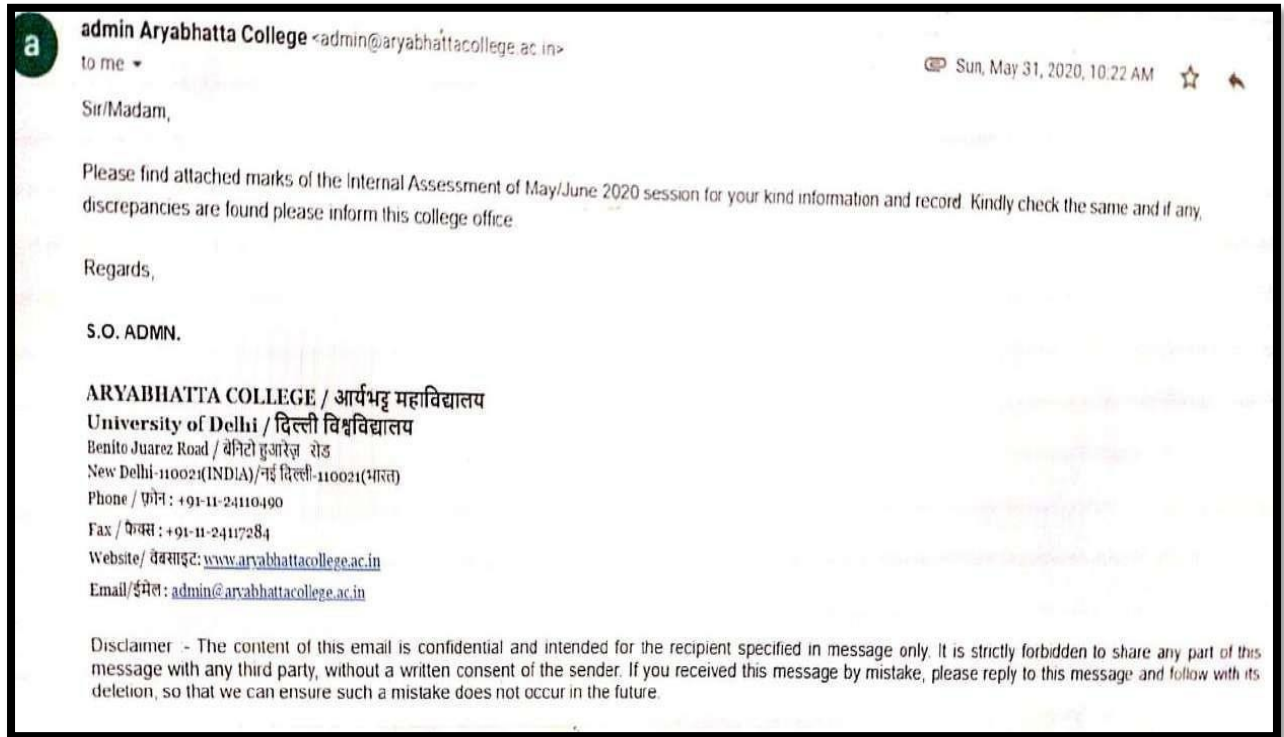 a
admin Aryabhatta College <admin@aryabhattacollege.ac.in>
to me
Sun, May 31, 2020, 10:22 AM
Sir/Madam,
Please find attached marks of the Internal Assessment of May/June 2020 session for your kind information and record. Kindly check the same and if any,
discrepancies are found please inform this college office.
Regards,
S.O. ADMN.
ARYABHATTA COLLEGE / आर्यभट्ट महाविद्यालय
University of Delhi / दिल्ली विश्वविद्यालय
Benito Juarez Road / बेनिटो हुआरेज़ रोड
New Delhi-110021(INDIA)/नई दिल्ली-110021(भारत)
Phone / फ़ोन : +91-11-24110490
Fax / फैक्स : +91-11-24117284
Website/ वेबसाइट: www.aryabhattacollege.ac.in
Email/ईमेल : admin@aryabhattacollege.ac.in
Disclaimer :- The content of this email is confidential and intended for the recipient specified in message only. It is strictly forbidden to share any part of this
message with any third party, without a written consent of the sender. If you received this message by mistake, please reply to this message and follow with its
deletion, so that we can ensure such a mistake does not occur in the future.